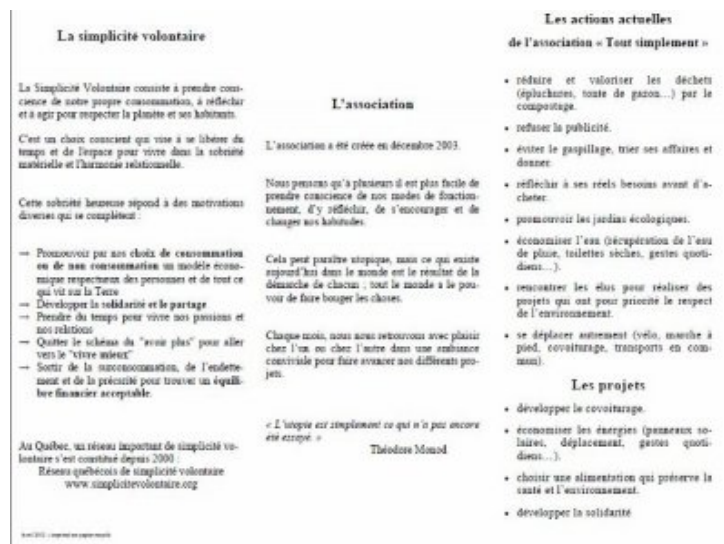 La simplicité volontaire
La Simplicité Volontaire consiste à prendre cons-
cience de notre propre consommation, à réfléchir
et à agir pour respecter la planète et ses habitants.
C'est un choix conscient qui vise à se libérer du
temps et de l'espace pour vivre dans la sobriété
matérielle et l'harmonie relationnelle.
Cette sobriété heureuse répond à des motivations
diverses qui se complètent :
→ Promouvoir par nos choix de consommation
ou de non consommation un modèle écono-
mique respectueux des personnes et de tout ce
qui vit sur la Terre
→ Développer la solidarité et le partage
→ Prendre du temps pour vivre nos passions et
nos relations
→ Quitter le schéma du "avoir plus" pour aller
vers le "vivre mieux"
→ Sortir de la surconsommation, de l'endette-
ment et de la précarité pour trouver un équili-
bre financier acceptable.
Au Québec, un réseau important de simplicité vo-
lontaire s'est constitué depuis 2000 :
Réseau québécois de simplicité volontaire
www.simplicitevolontaire.org
L'association
L'association a été créée en décembre 2003.
Nous pensons qu'à plusieurs il est plus facile de
prendre conscience de nos modes de fonction-
nement, d'y réfléchir, de s'encourager et de
changer nos habitudes.
Cela peut paraître utopique, mais ce qui existe
aujourd'hui dans le monde est le résultat de la
démarche de chacun ; tout le monde a le pou-
voir de faire bouger les choses.
Chaque mois, nous nous retrouvons avec plaisir
chez l'un ou chez l'autre dans une ambiance
conviviale pour faire avancer nos différents pro-
jets.
« L'utopie est simplement ce qui n'a pas encore
été essayé. »
Théodore Monod
Les actions actuelles
de l'association « Tout simplement »
• réduire et valoriser les déchets
(épluchures, tonte de gazon…) par le
compostage.
• refuser la publicité.
• éviter le gaspillage, trier ses affaires et
donner.
• réfléchir à ses réels besoins avant d'a-
cheter.
• promouvoir les jardins écologiques.
• économiser l'eau (récupération de l'eau
de pluie, toilettes sèches, gestes quoti-
diens…).
• rencontrer les élus pour réaliser des
projets qui ont pour priorité le respect
de l'environnement.
• se déplacer autrement (vélo, marche à
pied, covoiturage, transports en com-
mun).
Les projets
• développer le covoiturage.
• économiser les énergies (panneaux so-
laires, déplacement, gestes quoti-
diens…).
• choisir une alimentation qui préserve la
santé et l'environnement.
• développer la solidarité